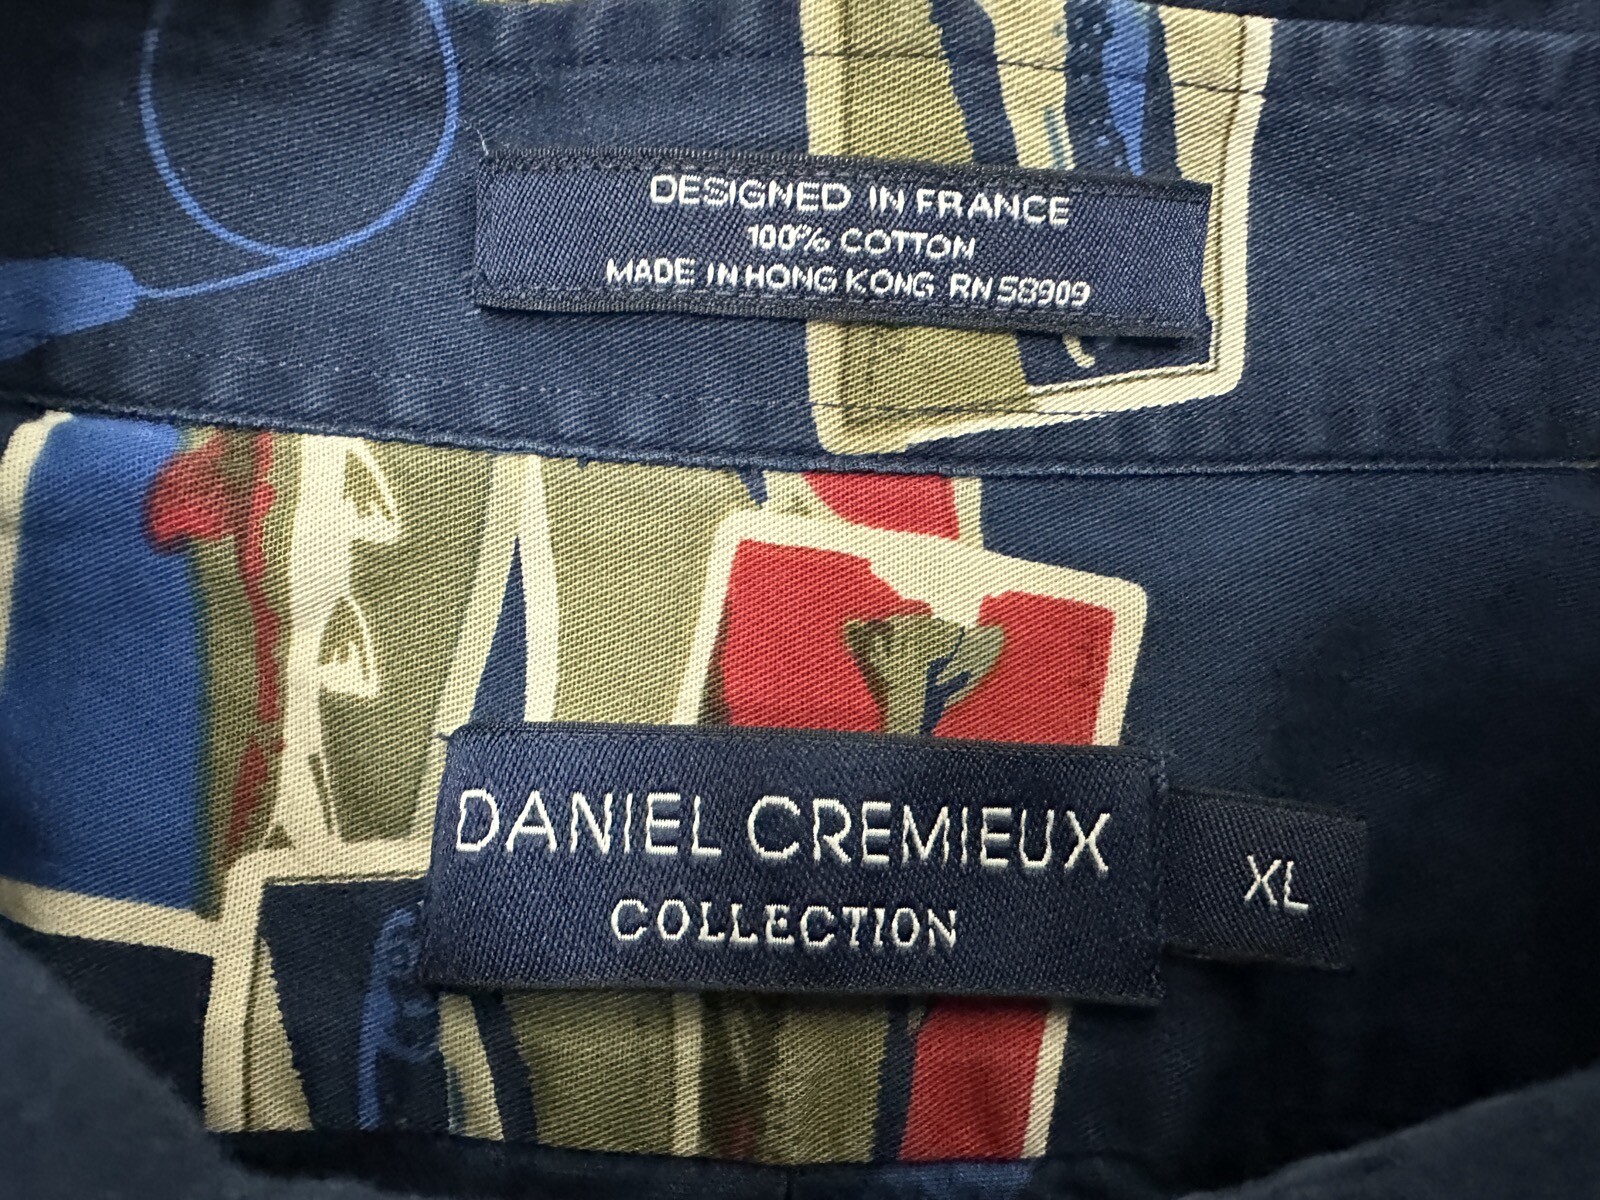 DESIGNED IN FRANCE
100% COTTON
MADE IN HONG KONG RN 58909
DANIEL CREMIEUX
COLLECTION
XL